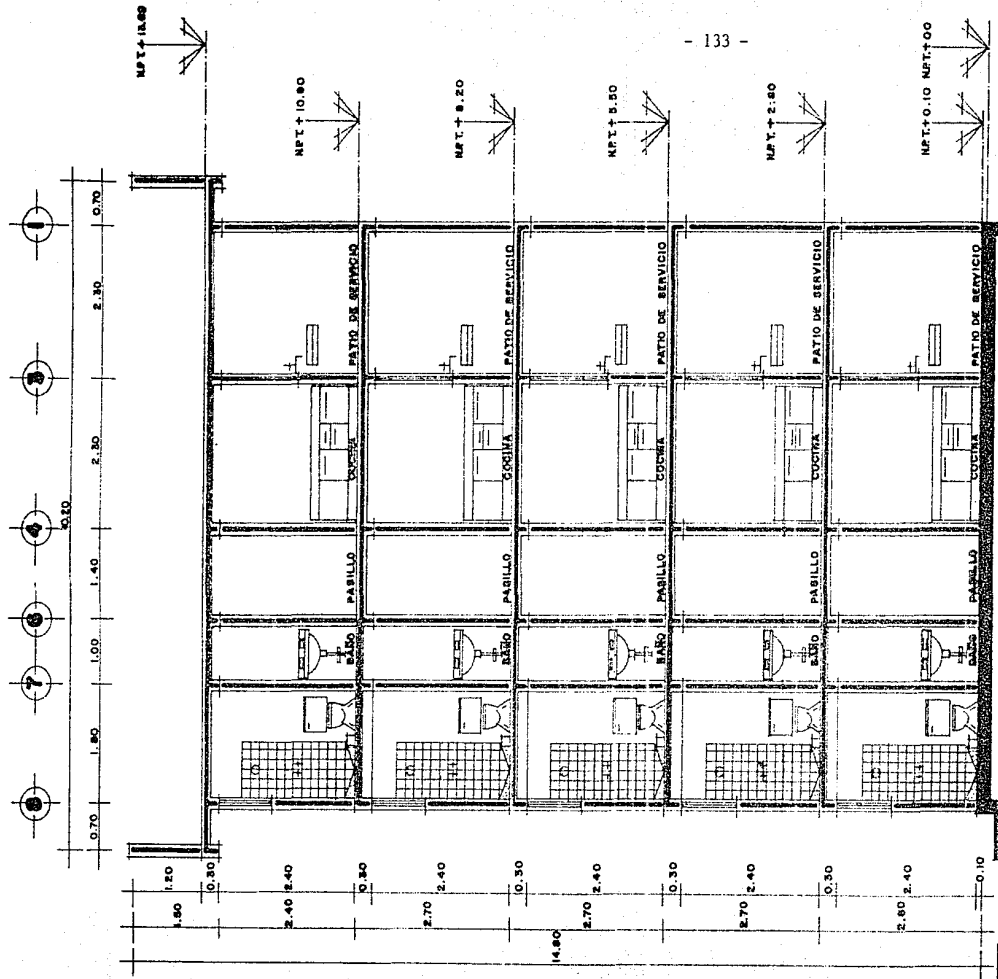 - 133 -
N.P.T. + 13.60
N.P.T. + 10.90
N.P.T. + 8.20
N.P.T. + 5.50
N.P.T. + 2.80
N.P.T. + 0.10 N.P.T. + 00
8 7 4 1
10.20
0.70 1.80 1.00 1.40 2.30 2.30 0.70
BAÑO PASILLO COCINA PATIO DE SERVICIO
BAÑO PASILLO COCINA PATIO DE SERVICIO
BAÑO PASILLO COCINA PATIO DE SERVICIO
BAÑO PASILLO COCINA PATIO DE SERVICIO
BAÑO PASILLO COCINA PATIO DE SERVICIO
1.20 0.30 2.40 0.30 2.40 0.30 2.40 0.30 2.40 0.30 2.40 0.10
2.40 2.70 2.70 2.70 2.80
14.80